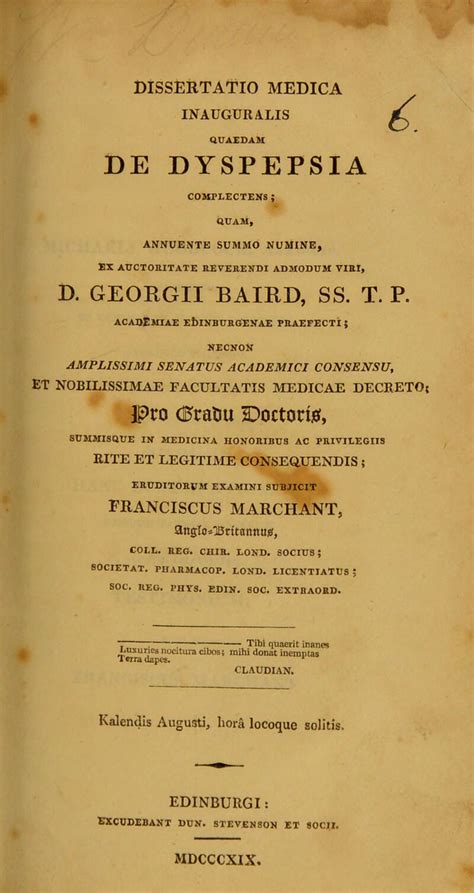 6.
DISSERTATIO MEDICA
INAUGURALIS
QUAEDAM
DE DYSPEPSIA
COMPLECTENS;
QUAM,
ANNUENTE SUMMO NUMINE,
EX AUCTORITATE REVERENDI ADMODUM VIRI,
D. GEORGII BAIRD, SS. T. P.
ACADEMIAE EDINBURGENAE PRAEFECTI;
NECNON
AMPLISSIMI SENATUS ACADEMICI CONSENSU,
ET NOBILISSIMAE FACULTATIS MEDICAE DECRETO;
Pro Gradu Doctoris,
SUMMISQUE IN MEDICINA HONORIBUS AC PRIVILEGIIS
RITE ET LEGITIME CONSEQUENDIS;
ERUDITORUM EXAMINI SUBJICIT
FRANCISCUS MARCHANT,
Anglo-Britannus,
COLL. REG. CHIR. LOND. SOCIUS;
SOCIETAT. PHARMACOP. LOND. LICENTIATUS;
SOC. REG. PHYS. EDIN. SOC. EXTRAORD.
Tibi quaerit inanes
Luxuries nocitura cibos; mihi donat inemptas
Terra dapes.
CLAUDIAN.
Kalendis Augusti, horâ locoque solitis.
EDINBURGI:
EXCUDEBANT DUN. STEVENSON ET SOCII.
MDCCCXIX.